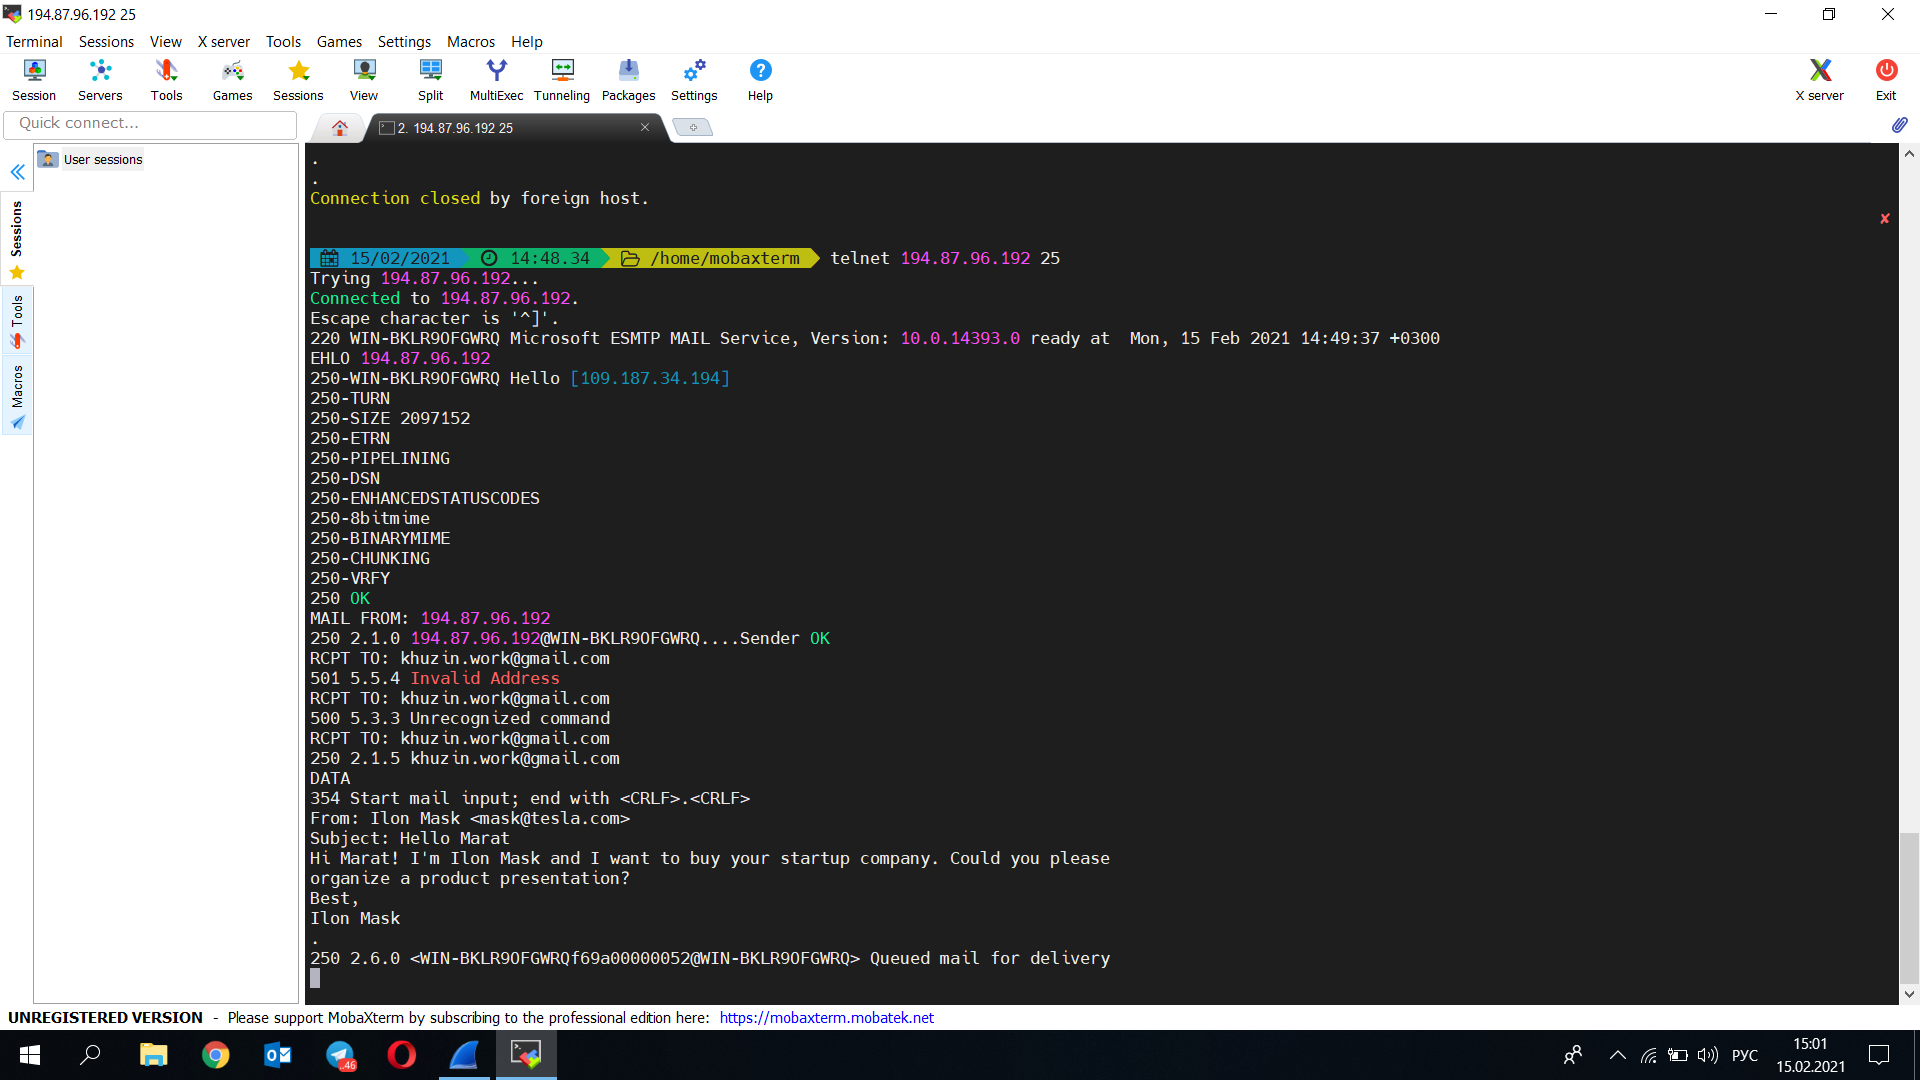 194.87.96.192 25
Terminal Sessions View X server Tools Games Settings Macros Help
Session Servers Tools Games Sessions View Split MultiExec Tunneling Packages Settings Help X server Exit
Quick connect...
2. 194.87.96.192 25
User sessions
Sessions
Tools
Macros
.
.
Connection closed by foreign host.
15/02/2021 14:48.34 /home/mobaxterm telnet 194.87.96.192 25
Trying 194.87.96.192...
Connected to 194.87.96.192.
Escape character is '^]'.
220 WIN-BKLR9OFGWRQ Microsoft ESMTP MAIL Service, Version: 10.0.14393.0 ready at  Mon, 15 Feb 2021 14:49:37 +0300
EHLO 194.87.96.192
250-WIN-BKLR9OFGWRQ Hello [109.187.34.194]
250-TURN
250-SIZE 2097152
250-ETRN
250-PIPELINING
250-DSN
250-ENHANCEDSTATUSCODES
250-8bitmime
250-BINARYMIME
250-CHUNKING
250-VRFY
250 OK
MAIL FROM: 194.87.96.192
250 2.1.0 194.87.96.192@WIN-BKLR9OFGWRQ....Sender OK
RCPT TO: khuzin.work@gmail.com
501 5.5.4 Invalid Address
RCPT TO: khuzin.work@gmail.com
500 5.3.3 Unrecognized command
RCPT TO: khuzin.work@gmail.com
250 2.1.5 khuzin.work@gmail.com
DATA
354 Start mail input; end with <CRLF>.<CRLF>
From: Ilon Mask <mask@tesla.com>
Subject: Hello Marat
Hi Marat! I'm Ilon Mask and I want to buy your startup company. Could you please
organize a product presentation?
Best,
Ilon Mask
.
250 2.6.0 <WIN-BKLR9OFGWRQf69a00000052@WIN-BKLR9OFGWRQ> Queued mail for delivery
UNREGISTERED VERSION - Please support MobaXterm by subscribing to the professional edition here: https://mobaxterm.mobatek.net
..46
РУС
15:01
15.02.2021